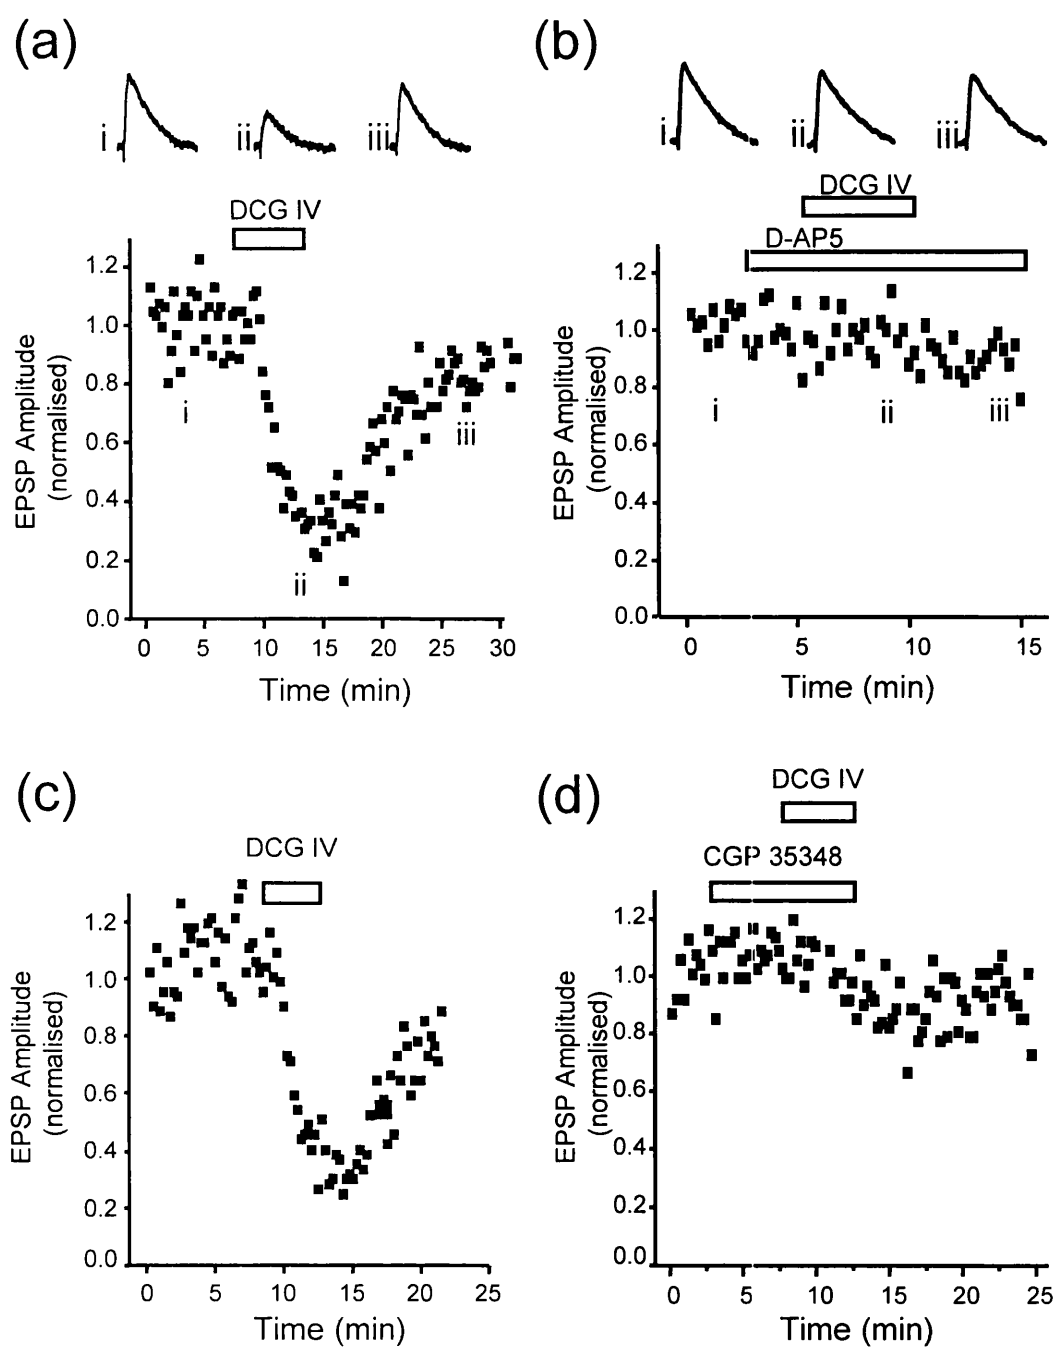 (a)
i ii iii
DCG IV
1.2
1.0
0.8
0.6
0.4
0.2
0.0
EPSP Amplitude
(normalised)
i
ii
iii
0 5 10 15 20 25 30
Time (min)
(b)
i ii iii
DCG IV
D-AP5
1.2
1.0
0.8
0.6
0.4
0.2
0.0
EPSP Amplitude
(normalised)
i ii iii
0 5 10 15
Time (min)
(c)
DCG IV
1.2
1.0
0.8
0.6
0.4
0.2
0.0
EPSP Amplitude
(normalised)
0 5 10 15 20 25
Time (min)
(d)
DCG IV
CGP 35348
1.2
1.0
0.8
0.6
0.4
0.2
0.0
EPSP Amplitude
(normalised)
0 5 10 15 20 25
Time (min)